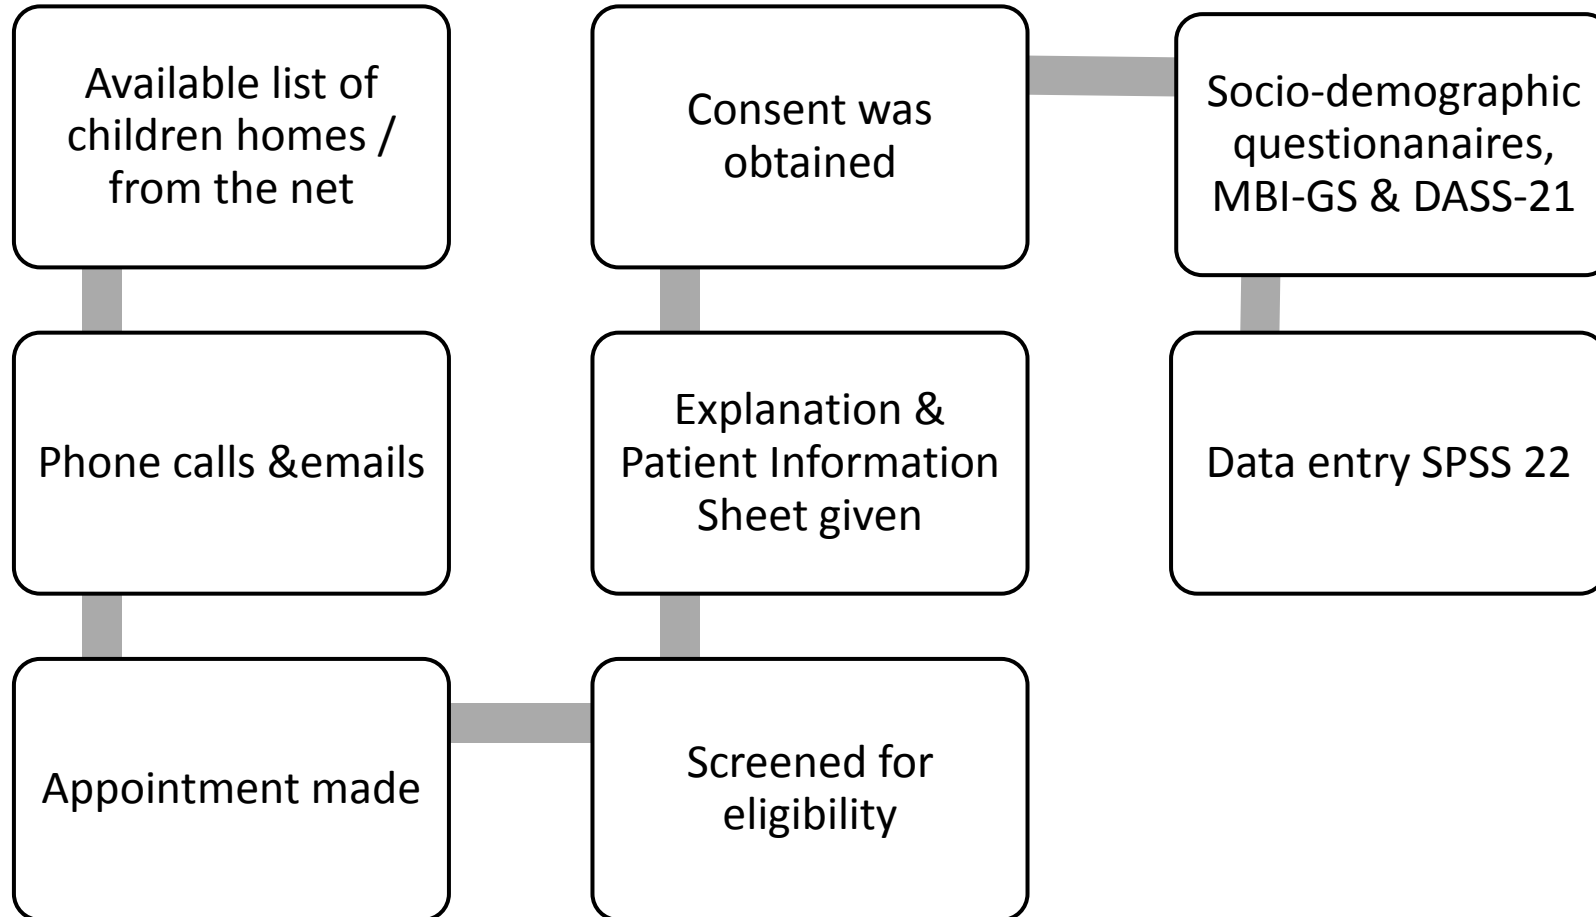 Available list of
children homes /
from the net
Phone calls &emails
Appointment made
Screened for
eligibility
Explanation &
Patient Information
Sheet given
Consent was
obtained
Socio-demographic
questionanaires,
MBI-GS & DASS-21
Data entry SPSS 22